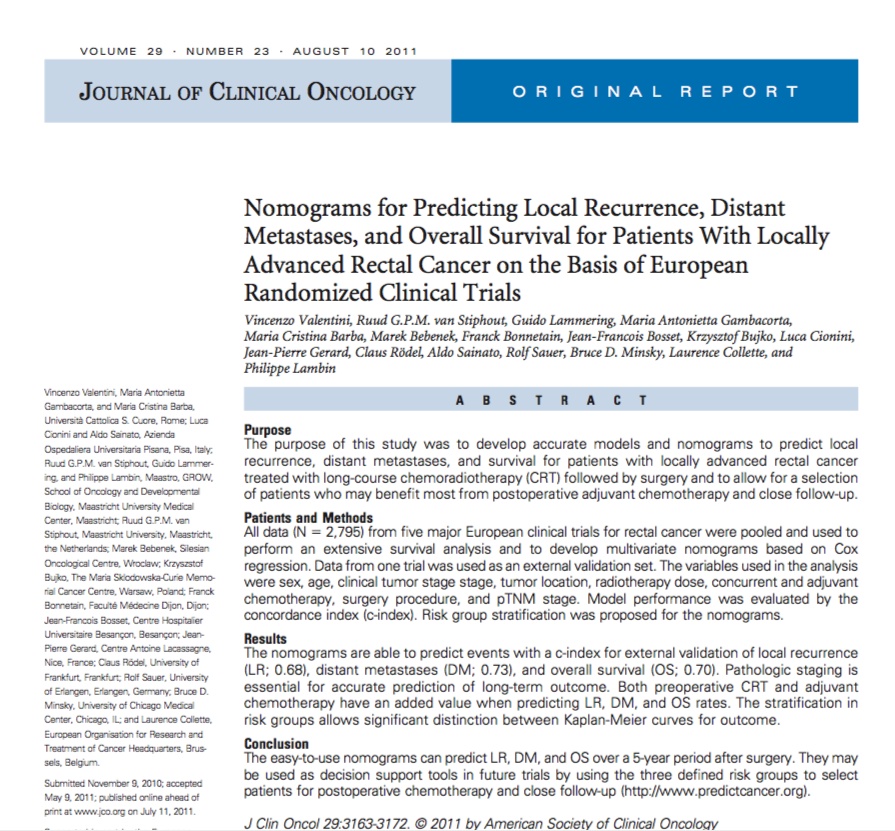 VOLUME 29 · NUMBER 23 · AUGUST 10 2011
JOURNAL OF CLINICAL ONCOLOGY
ORIGINAL REPORT
Nomograms for Predicting Local Recurrence, Distant
Metastases, and Overall Survival for Patients With Locally
Advanced Rectal Cancer on the Basis of European
Randomized Clinical Trials
Vincenzo Valentini, Ruud G.P.M. van Stiphout, Guido Lammering, Maria Antonietta Gambacorta,
Maria Cristina Barba, Marek Bebenek, Franck Bonnetain, Jean-Francois Bosset, Krzysztof Bujko, Luca Cionini,
Jean-Pierre Gerard, Claus Rödel, Aldo Sainato, Rolf Sauer, Bruce D. Minsky, Laurence Collette, and
Philippe Lambin
Vincenzo Valentini, Maria Antonietta
Gambacorta, and Maria Cristina Barba,
Università Cattolica S. Cuore, Rome; Luca
Cionini and Aldo Sainato, Azienda
Ospedaliera Universitaria Pisana, Pisa, Italy;
Ruud G.P.M. van Stiphout, Guido Lammer-
ing, and Philippe Lambin, Maastro, GROW,
School of Oncology and Developmental
Biology, Maastricht University Medical
Center, Maastricht; Ruud G.P.M. van
Stiphout, Maastricht University, Maastricht,
the Netherlands; Marek Bebenek, Silesian
Oncological Centre, Wroclaw; Krzysztof
Bujko, The Maria Sklodowska-Curie Memo-
rial Cancer Centre, Warsaw, Poland; Franck
Bonnetain, Faculté Médecine Dijon, Dijon;
Jean-Francois Bosset, Centre Hospitalier
Universitaire Besançon, Besançon; Jean-
Pierre Gerard, Centre Antoine Lacassagne,
Nice, France; Claus Rödel, University of
Frankfurt, Frankfurt; Rolf Sauer, University
of Erlangen, Erlangen, Germany; Bruce D.
Minsky, University of Chicago Medical
Center, Chicago, IL; and Laurence Collette,
European Organisation for Research and
Treatment of Cancer Headquarters, Brus-
sels, Belgium.
Submitted November 9, 2010; accepted
May 9, 2011; published online ahead of
print at www.jco.org on July 11, 2011.
ABSTRACT
Purpose
The purpose of this study was to develop accurate models and nomograms to predict local
recurrence, distant metastases, and survival for patients with locally advanced rectal cancer
treated with long-course chemoradiotherapy (CRT) followed by surgery and to allow for a selection
of patients who may benefit most from postoperative adjuvant chemotherapy and close follow-up.
Patients and Methods
All data (N = 2,795) from five major European clinical trials for rectal cancer were pooled and used to
perform an extensive survival analysis and to develop multivariate nomograms based on Cox
regression. Data from one trial was used as an external validation set. The variables used in the analysis
were sex, age, clinical tumor stage stage, tumor location, radiotherapy dose, concurrent and adjuvant
chemotherapy, surgery procedure, and pTNM stage. Model performance was evaluated by the
concordance index (c-index). Risk group stratification was proposed for the nomograms.
Results
The nomograms are able to predict events with a c-index for external validation of local recurrence
(LR; 0.68), distant metastases (DM; 0.73), and overall survival (OS; 0.70). Pathologic staging is
essential for accurate prediction of long-term outcome. Both preoperative CRT and adjuvant
chemotherapy have an added value when predicting LR, DM, and OS rates. The stratification in
risk groups allows significant distinction between Kaplan-Meier curves for outcome.
Conclusion
The easy-to-use nomograms can predict LR, DM, and OS over a 5-year period after surgery. They may
be used as decision support tools in future trials by using the three defined risk groups to select
patients for postoperative chemotherapy and close follow-up (http://www.predictcancer.org).
J Clin Oncol 29:3163-3172. © 2011 by American Society of Clinical Oncology